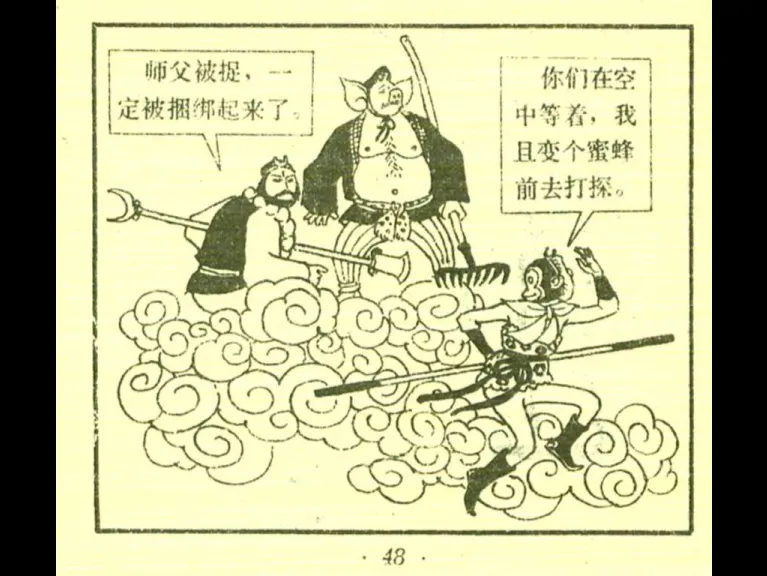 师父被捉，一
定被捆绑起来了。
你们在空
中等着，我
且变个蜜蜂
前去打探。
· 48 ·